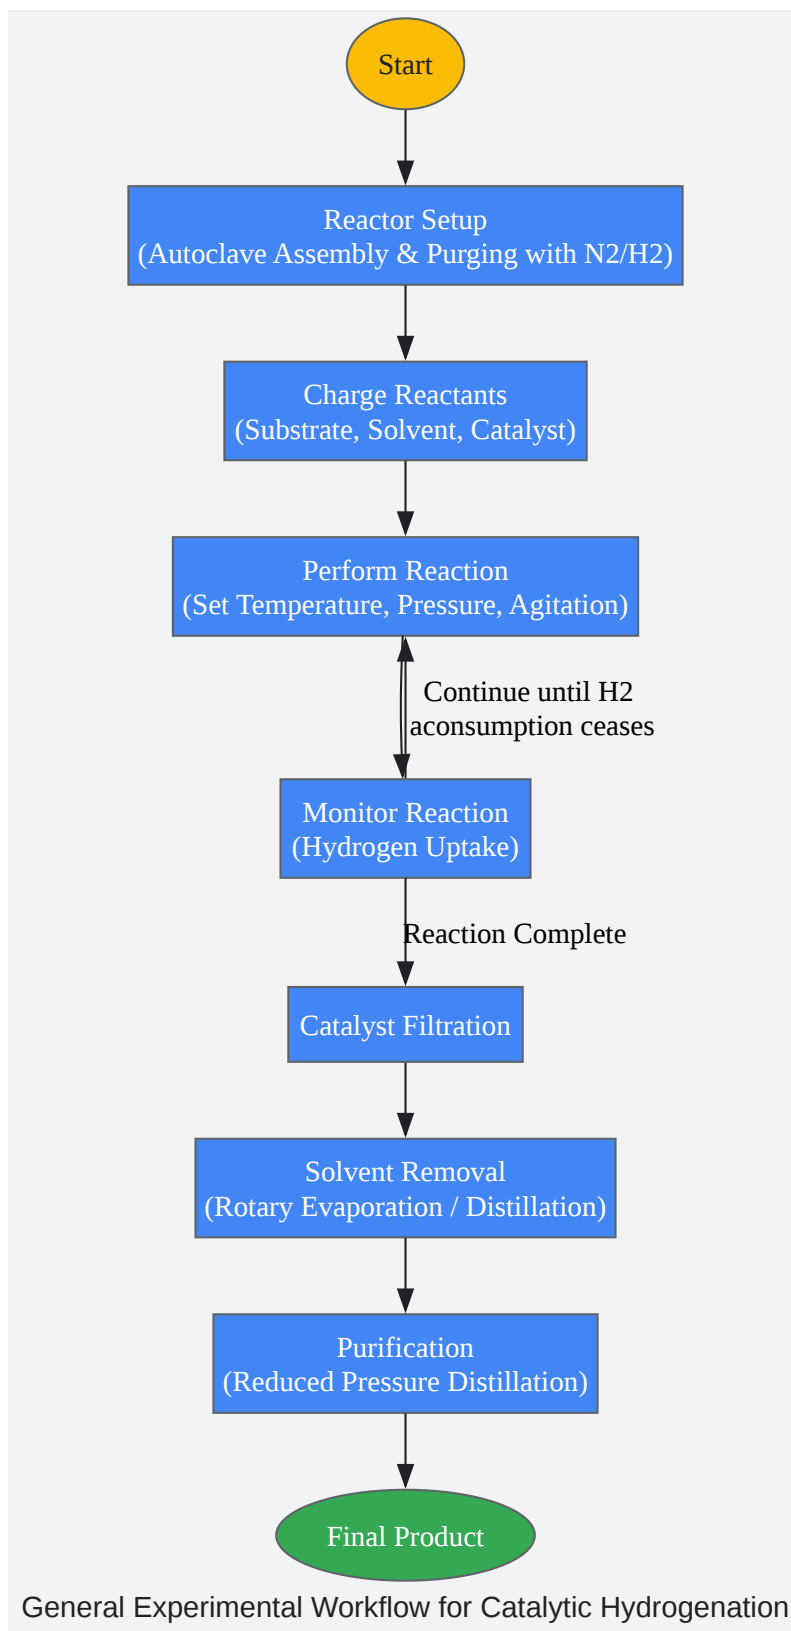 Start
Reactor Setup
(Autoclave Assembly & Purging with N2/H2)
Charge Reactants
(Substrate, Solvent, Catalyst)
Perform Reaction
(Set Temperature, Pressure, Agitation)
Continue until H2
aconsumption ceases
Monitor Reaction
(Hydrogen Uptake)
Reaction Complete
Catalyst Filtration
Solvent Removal
(Rotary Evaporation / Distillation)
Purification
(Reduced Pressure Distillation)
Final Product
General Experimental Workflow for Catalytic Hydrogenation